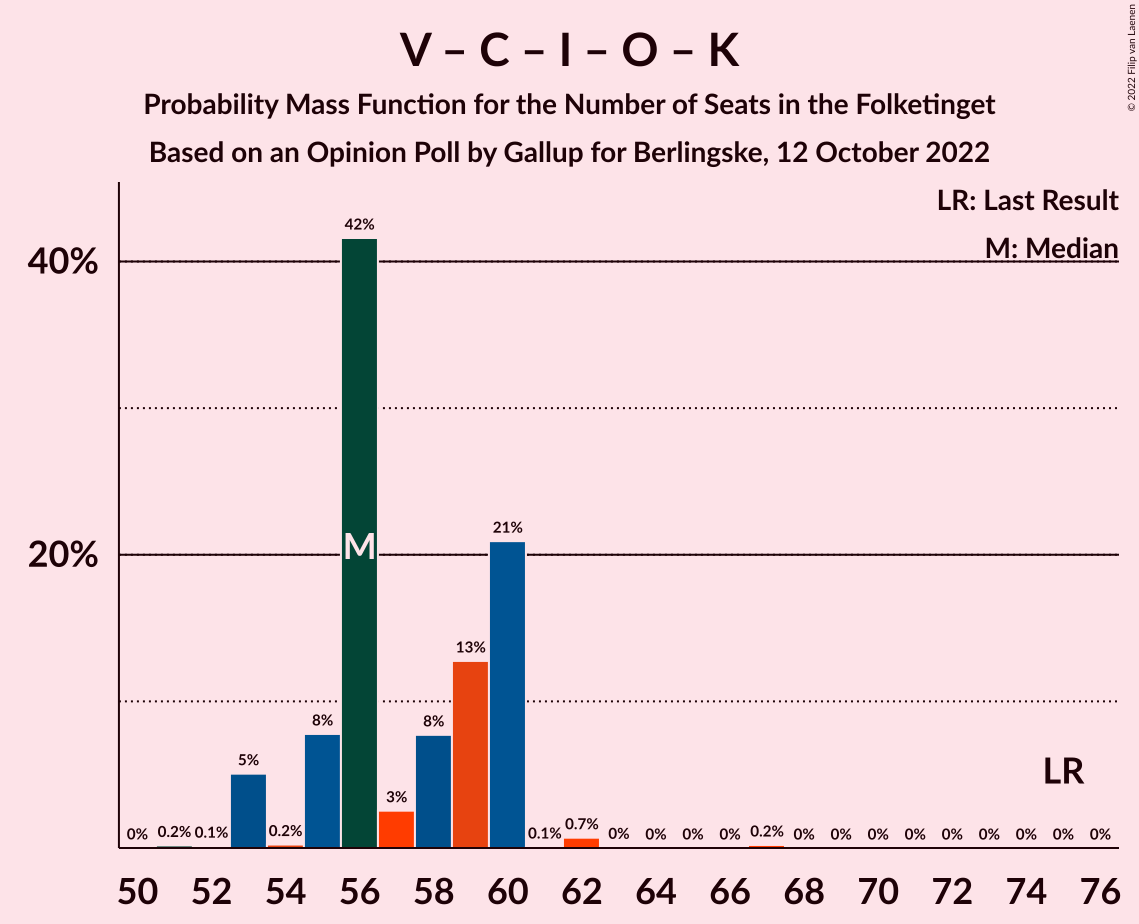 V – C – I – O – K
Probability Mass Function for the Number of Seats in the Folketinget
Based on an Opinion Poll by Gallup for Berlingske, 12 October 2022
© 2022 Filip van Laenen
LR: Last Result
M: Median
40%
20%
0% 0.2% 0.1% 5% 0.2% 8% 42% 3% 8% 13% 21% 0.1% 0.7% 0% 0% 0% 0% 0.2% 0% 0% 0% 0% 0% 0% 0% 0% 0%
M
LR
50 52 54 56 58 60 62 64 66 68 70 72 74 76